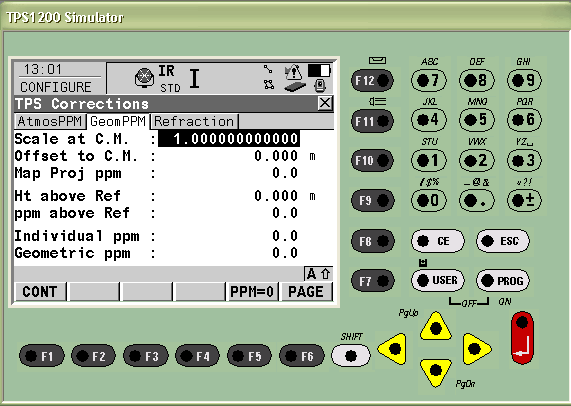 TPS1200 Simulator
13:01
CONFIGURE
IR
STD
I
TPS Corrections
AtmosPPM GeomPPM Refraction
Scale at C.M. : 1.000000000000
Offset to C.M. : 0.000 m
Map Proj ppm : 0.0
Ht above Ref : 0.000 m
ppm above Ref : 0.0
Individual ppm : 0.0
Geometric ppm : 0.0
A
CONT PPM=0 PAGE
F12
F11
F10
F9
F8
F7
ABC DEF GHI
7 8 9
JKL MNO PQR
4 5 6
STU VWX YZ
1 2 3
/$% _@& *?!
0 . ±
CE ESC
USER PROG
OFF ON
PgUp
PgDn
F1 F2 F3 F4 F5 F6
SHIFT